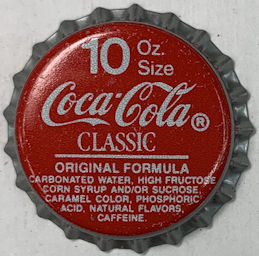 10 Oz.
Size
Coca-Cola®
CLASSIC
ORIGINAL FORMULA
CARBONATED WATER, HIGH FRUCTOSE
CORN SYRUP AND/OR SUCROSE,
CARAMEL COLOR, PHOSPHORIC
ACID, NATURAL FLAVORS,
CAFFEINE.